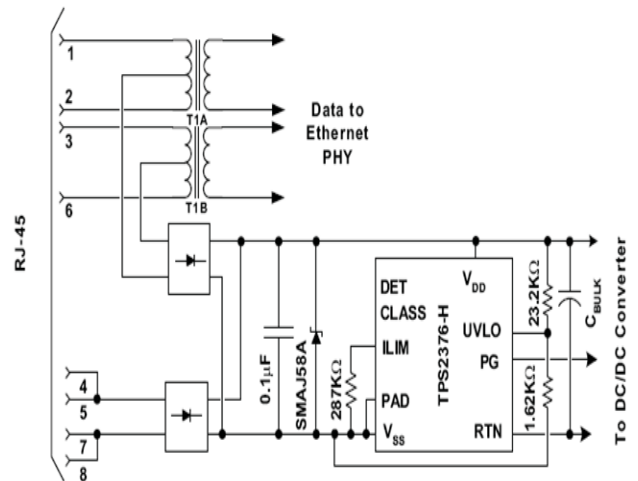 RJ-45
1
2
3
6
4
5
7
8
T1A
T1B
Data to
Ethernet
PHY
0.1µF
SMAJ58A
287KΩ
DET
CLASS
ILIM
PAD
VSS
TPS2376-H
VDD
UVLO
PG
RTN
23.2KΩ
1.62KΩ
CBULK
To DC/DC Converter